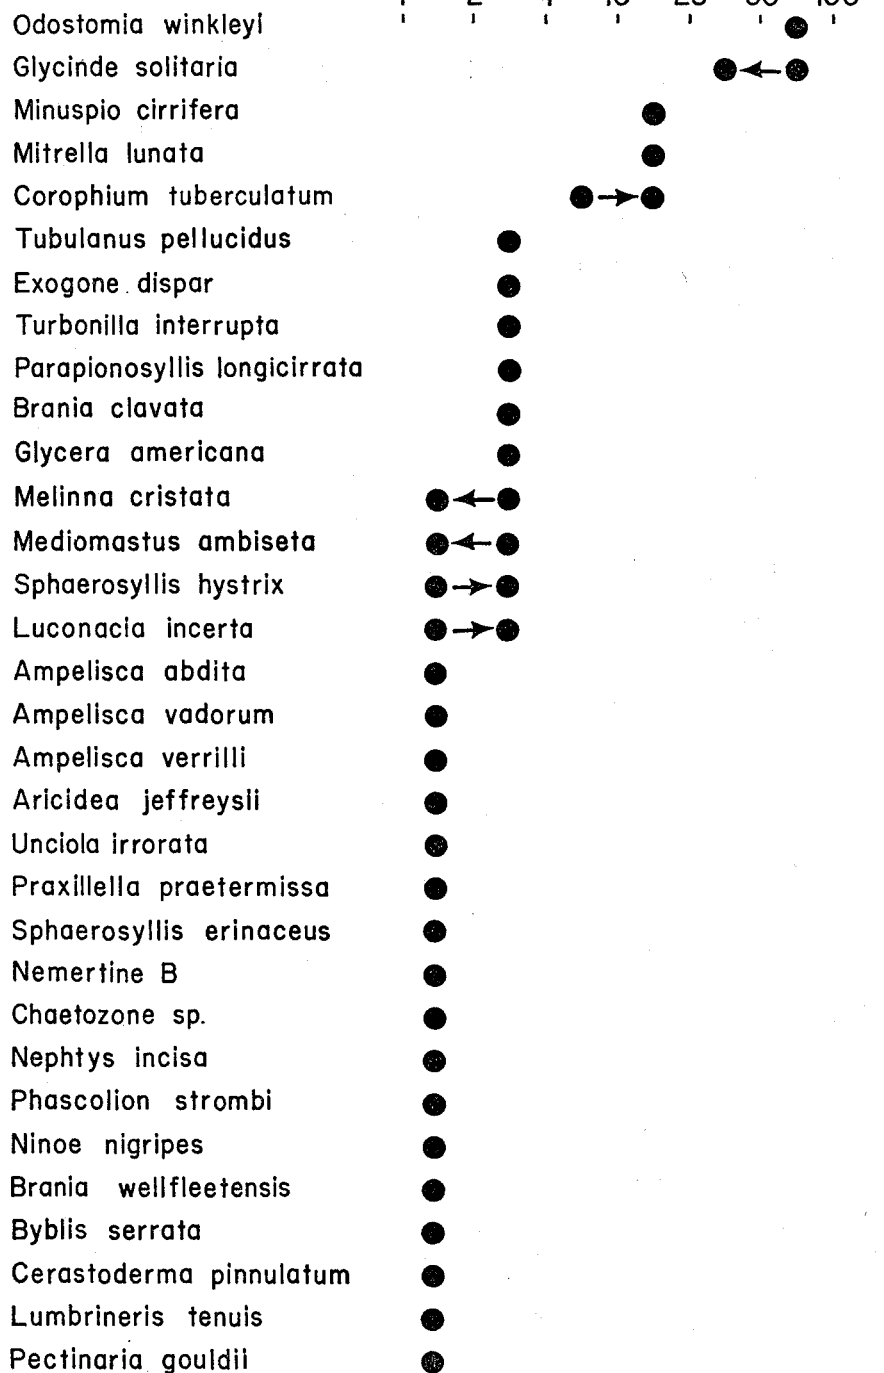 2 100
Odostomia winkleyi
Glycinde solitaria
Minuspio cirrifera
Mitrella lunata
Corophium tuberculatum
Tubulanus pellucidus
Exogone dispar
Turbonilla interrupta
Parapionosyllis longicirrata
Brania clavata
Glycera americana
Melinna cristata
Mediomastus ambiseta
Sphaerosyllis hystrix
Luconacia incerta
Ampelisca abdita
Ampelisca vadorum
Ampelisca verrilli
Aricidea jeffreysii
Unciola irrorata
Praxillella praetermissa
Sphaerosyllis erinaceus
Nemertine B
Chaetozone sp.
Nephtys incisa
Phascolion strombi
Ninoe nigripes
Brania wellfleetensis
Byblis serrata
Cerastoderma pinnulatum
Lumbrineris tenuis
Pectinaria gouldii